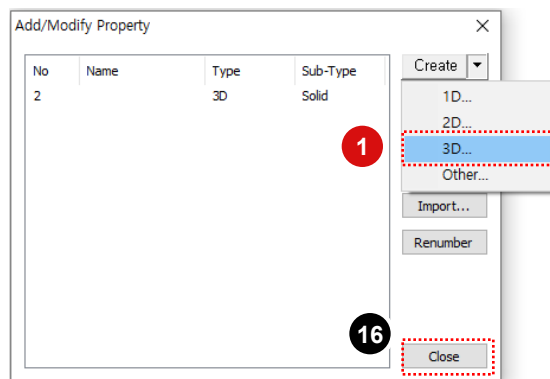 Add/Modify Property
No Name Type Sub-Type
2 3D Solid
Create
1D...
2D...
1 3D...
Other...
Import...
Renumber
16
Close